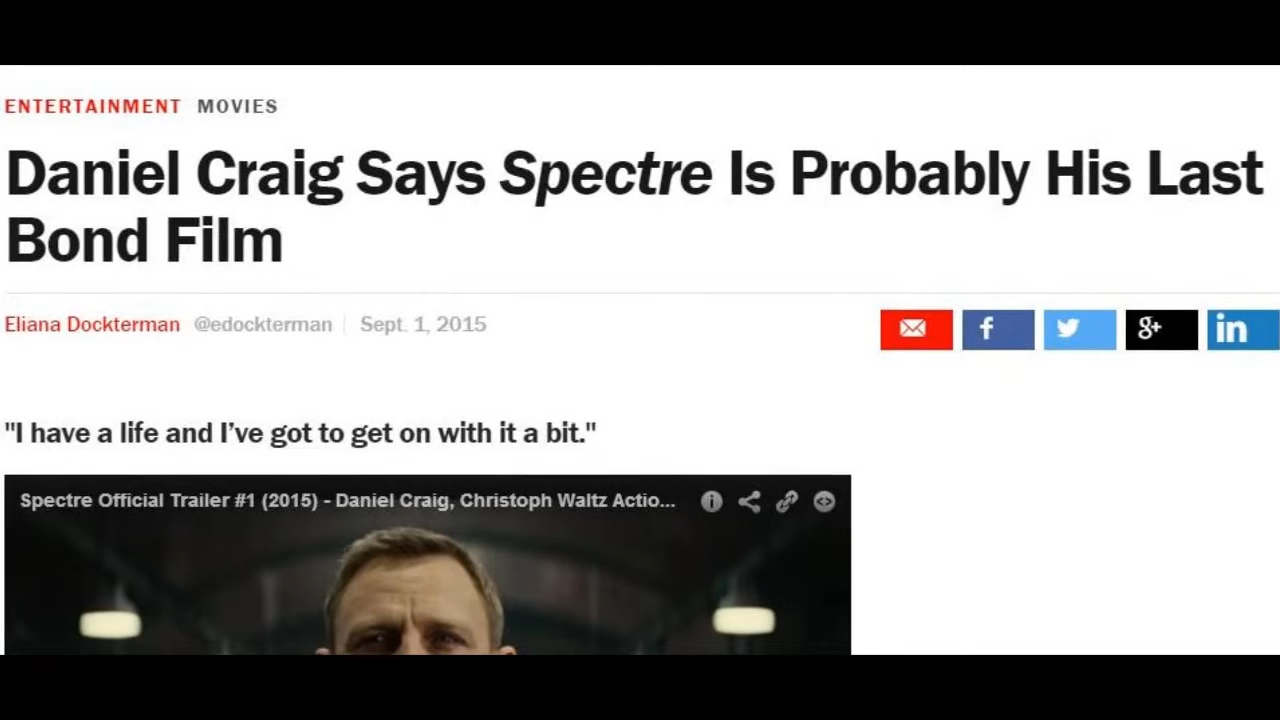 ENTERTAINMENT MOVIES
Daniel Craig Says Spectre Is Probably His Last
Bond Film
Eliana Dockterman @edockterman Sept. 1, 2015
f 8+ in
"I have a life and I’ve got to get on with it a bit."
Spectre Official Trailer #1 (2015) - Daniel Craig, Christoph Waltz Actio...